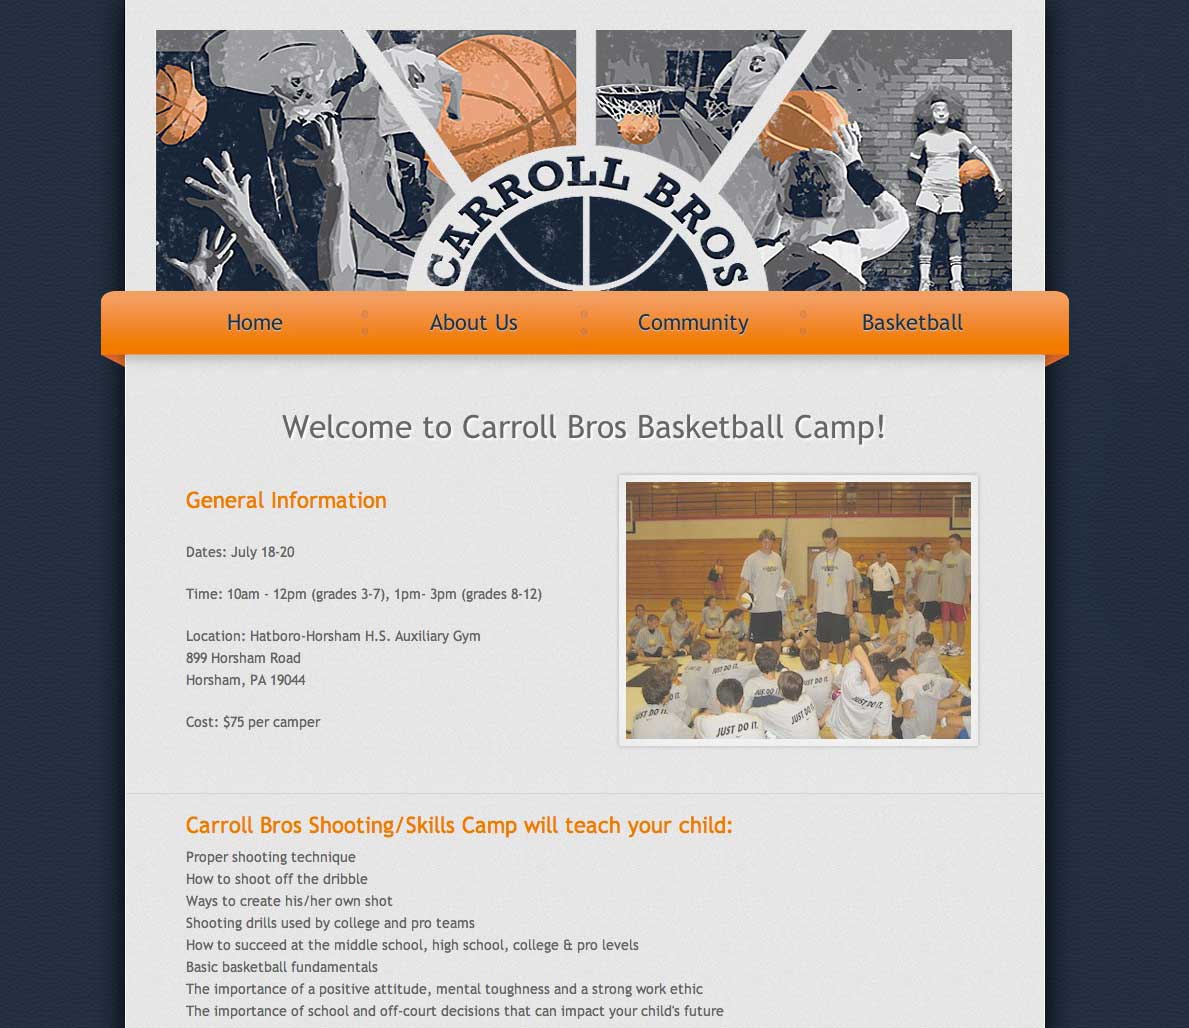 CARROLL BROS
Home
About Us
Community
Basketball
Welcome to Carroll Bros Basketball Camp!
General Information
Dates: July 18-20
Time: 10am - 12pm (grades 3-7), 1pm- 3pm (grades 8-12)
Location: Hatboro-Horsham H.S. Auxiliary Gym
899 Horsham Road
Horsham, PA 19044
Cost: $75 per camper
JUST DO IT.
JUST DO IT.
JUST DO IT.
JUST DO IT.
JUST DO IT.
Carroll Bros Shooting/Skills Camp will teach your child:
Proper shooting technique
How to shoot off the dribble
Ways to create his/her own shot
Shooting drills used by college and pro teams
How to succeed at the middle school, high school, college & pro levels
Basic basketball fundamentals
The importance of a positive attitude, mental toughness and a strong work ethic
The importance of school and off-court decisions that can impact your child's future